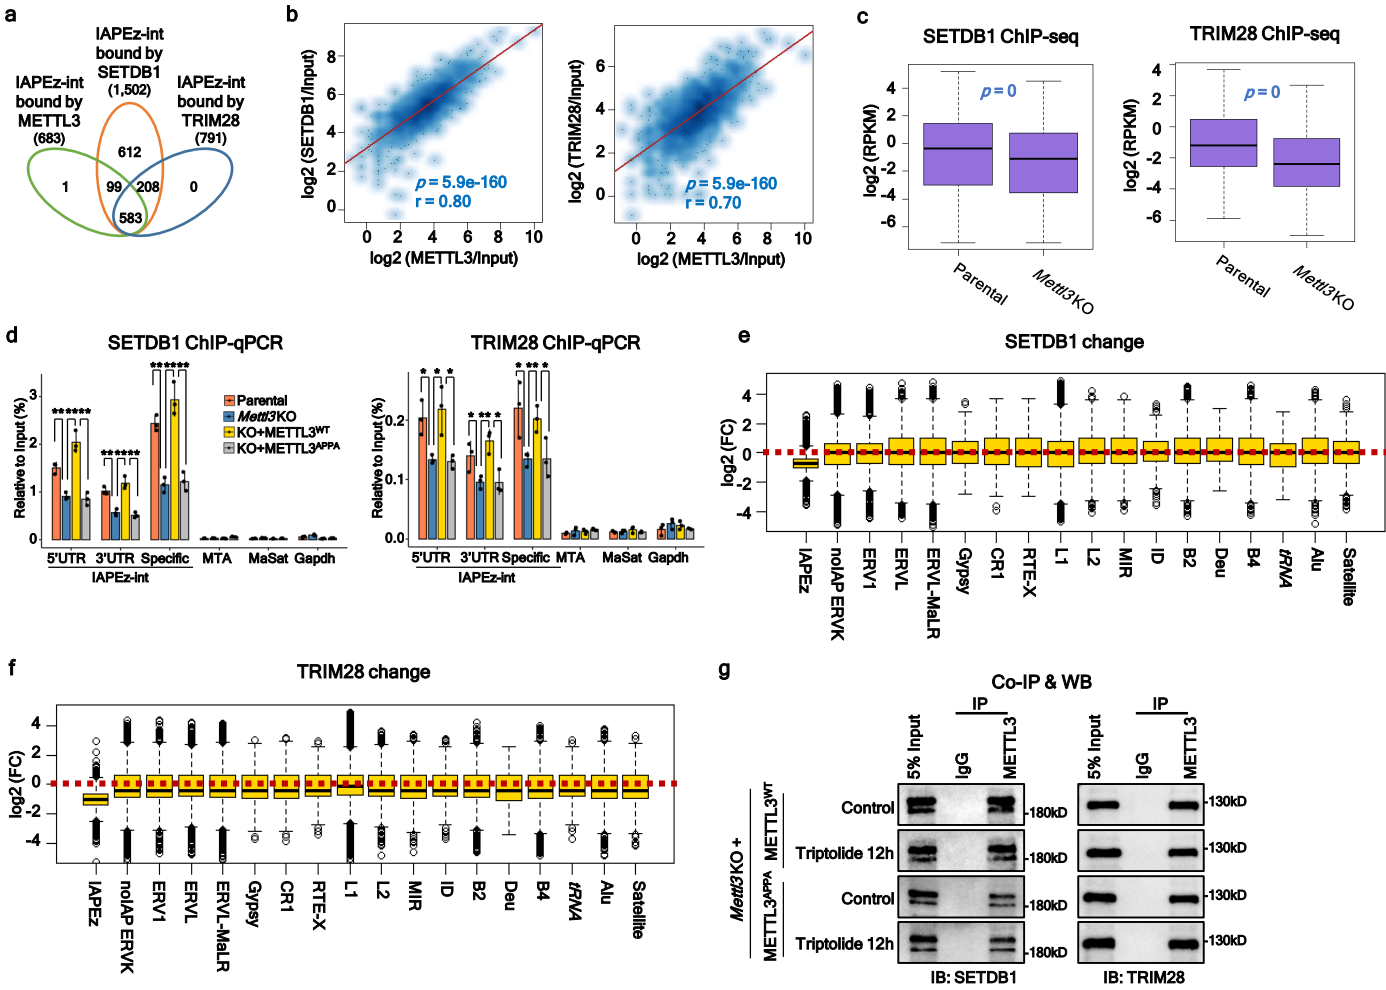 a
IAPEz-int
bound by
SETDB1
(1,502)
IAPEz-int
bound by
METTL3
(683)
IAPEz-int
bound by
TRIM28
(791)
612
1
99
208
0
583
b
log2 (SETDB1/Input)
8
6
4
2
0
p = 5.9e-160
r = 0.80
0 2 4 6 8 10
log2 (METTL3/Input)
log2 (TRIM28/Input)
6
4
2
0
p = 5.9e-160
r = 0.70
0 2 4 6 8 10
log2 (METTL3/Input)
c
SETDB1 ChIP-seq
log2 (RPKM)
4
2
0
-2
-4
-6
p = 0
Parental
Mettl3 KO
TRIM28 ChIP-seq
log2 (RPKM)
4
2
0
-2
-4
-6
p = 0
Parental
Mettl3 KO
d
SETDB1 ChIP-qPCR
Relative to Input (%)
3
2
1
0
** ** **
** ** **
** ** **
Parental
Mettl3 KO
KO+METTL3WT
KO+METTL3APPA
5'UTR 3'UTR Specific MTA MaSat Gapdh
IAPEz-int
TRIM28 ChIP-qPCR
Relative to Input (%)
0.2
0.1
0.0
* * *
* ** *
* ** *
5'UTR 3'UTR Specific MTA MaSat Gapdh
IAPEz-int
e
SETDB1 change
log2 (FC)
4
2
0
-2
-4
IAPEz
noIAP ERVK
ERV1
ERVL
ERVL-MaLR
Gypsy
CR1
RTE-X
L1
L2
MIR
ID
B2
Deu
B4
tRNA
Alu
Satellite
f
TRIM28 change
log2 (FC)
4
2
0
-2
-4
IAPEz
noIAP ERVK
ERV1
ERVL
ERVL-MaLR
Gypsy
CR1
RTE-X
L1
L2
MIR
ID
B2
Deu
B4
tRNA
Alu
Satellite
g
Co-IP & WB
IP
IP
5% Input
IgG
METTL3
5% Input
IgG
METTL3
Mettl3 KO +
METTL3WT
METTL3APPA
Control
-180kD
-130kD
Triptolide 12h
-180kD
-130kD
Control
-180kD
-130kD
Triptolide 12h
-180kD
-130kD
IB: SETDB1
IB: TRIM28